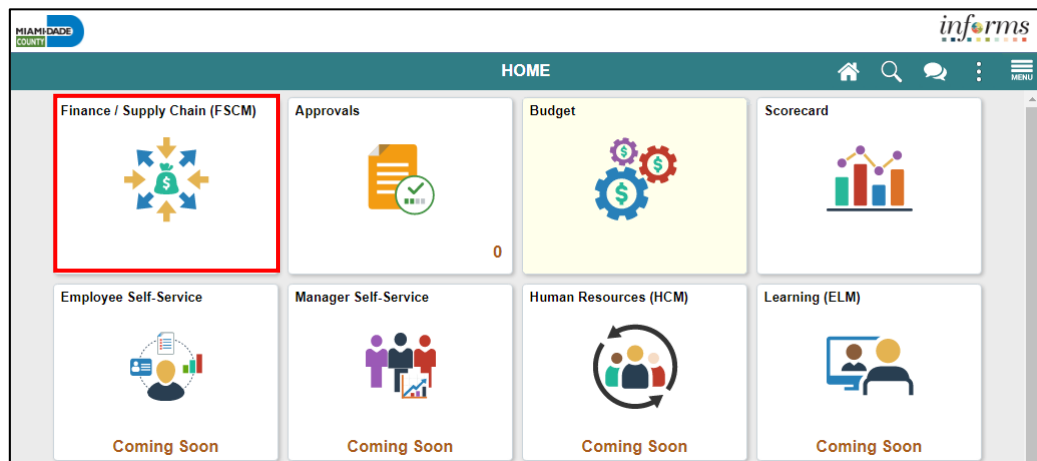 MIAMI-DADE
COUNTY
informs
HOME
MENU
Finance / Supply Chain (FSCM)
Approvals
Budget
Scorecard
$
$
$
$
0
Employee Self-Service
Manager Self-Service
Human Resources (HCM)
Learning (ELM)
Coming Soon
Coming Soon
Coming Soon
Coming Soon